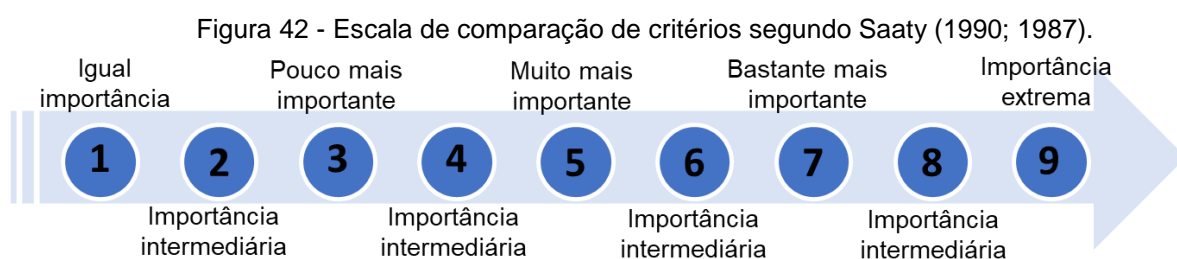 Figura 42 - Escala de comparação de critérios segundo Saaty (1990; 1987).
Igual
importância
Pouco mais
importante
Muito mais
importante
Bastante mais
importante
Importância
extrema
1 2 3 4 5 6 7 8 9
Importância
intermediária
Importância
intermediária
Importância
intermediária
Importância
intermediária